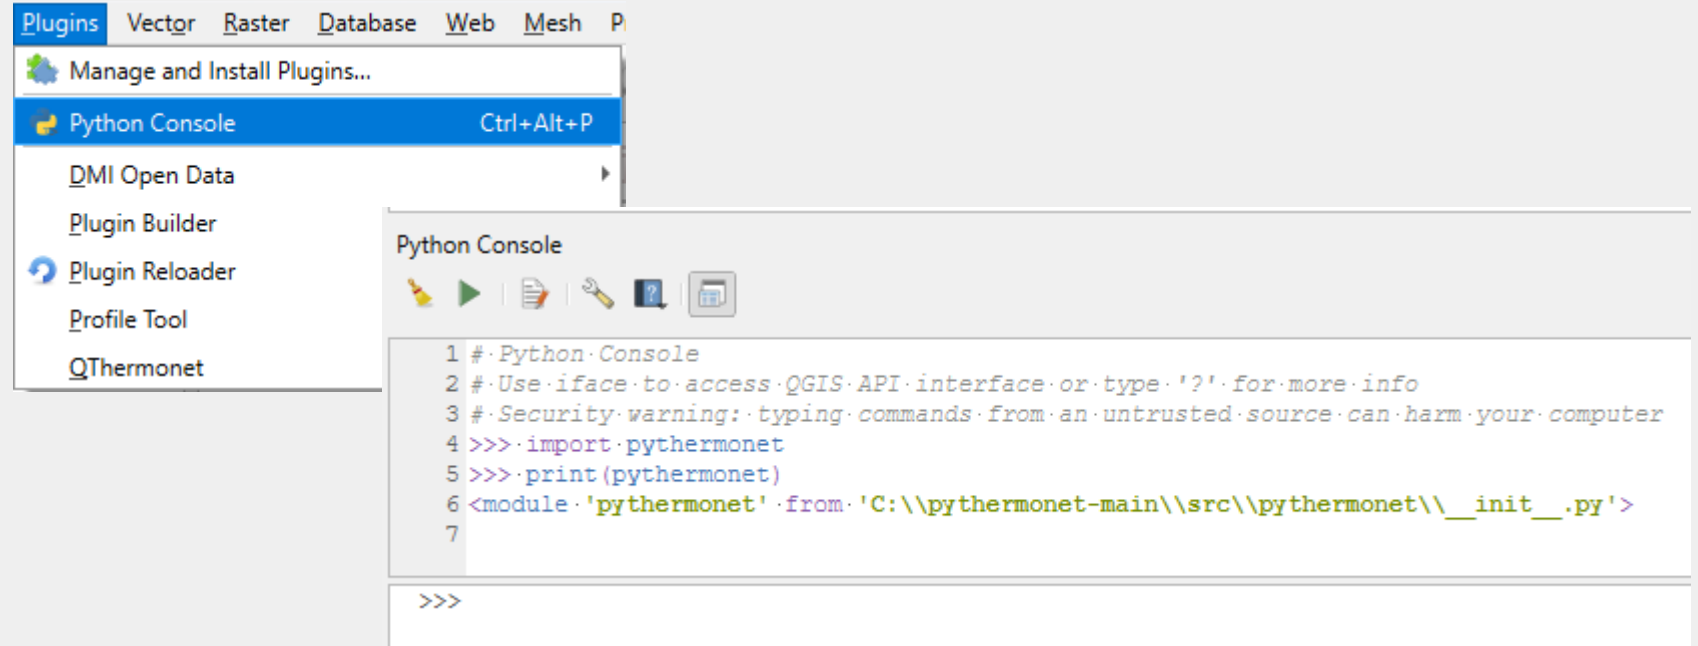 Plugins Vector Raster Database Web Mesh P
Manage and Install Plugins...
Python Console Ctrl+Alt+P
DMI Open Data
Plugin Builder
Plugin Reloader
Profile Tool
QThermonet
Python Console
1 # Python Console
2 # Use iface to access QGIS API interface or type '?' for more info
3 # Security warning: typing commands from an untrusted source can harm your computer
4 >>> import pythermonet
5 >>> print(pythermonet)
6 <module 'pythermonet' from 'C:\\pythermonet-main\\src\\pythermonet\\__init__.py'>
7
>>>